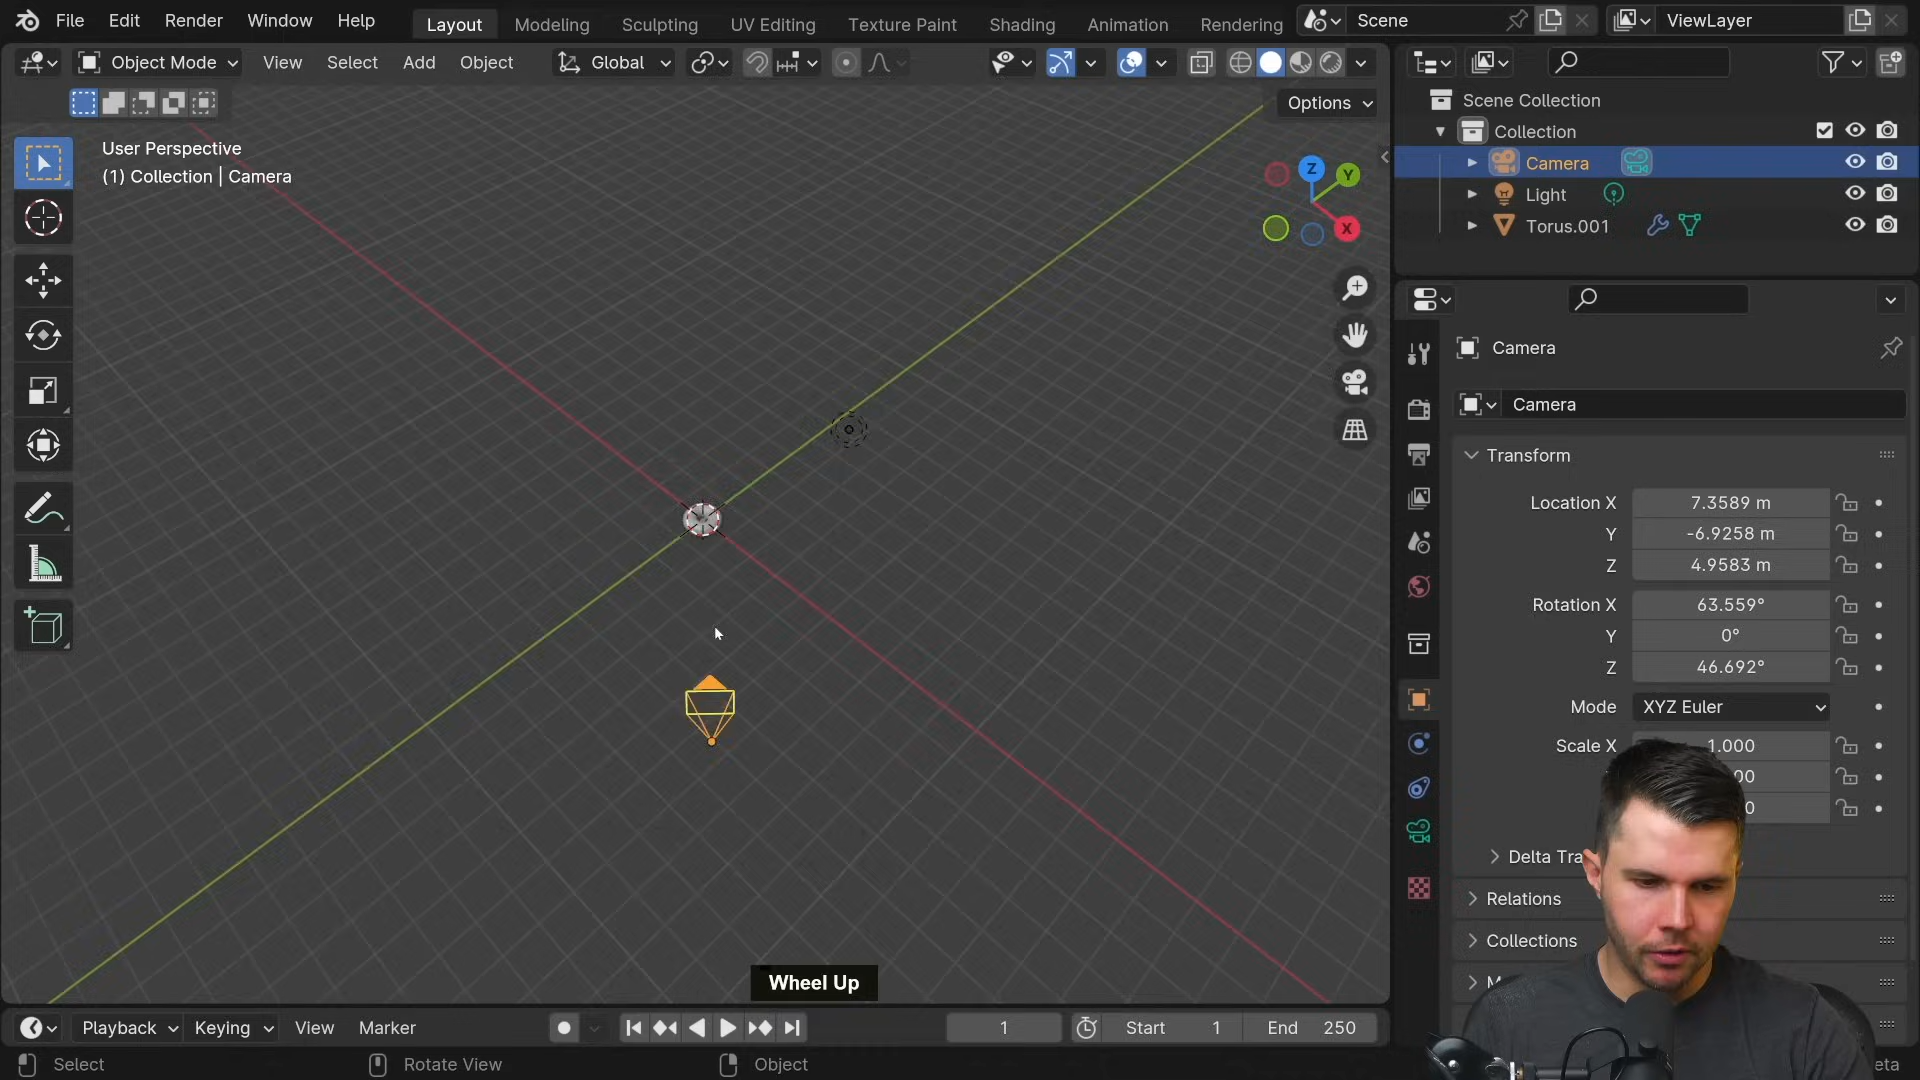 File Edit Render Window Help Layout Modeling Sculpting UV Editing Texture Paint Shading Animation Rendering Scene ViewLayer
Object Mode View Select Add Object Global
Options
User Perspective
(1) Collection | Camera
Z
Y
X
Scene Collection
Collection
Camera
Light
Torus.001
Camera
Camera
Transform
Location X 7.3589 m
Y -6.9258 m
Z 4.9583 m
Rotation X 63.559°
Y 0°
Z 46.692°
Mode XYZ Euler
Scale X 1.000
Relations
Collections
Wheel Up
Playback Keying View Marker 1 Start 1 End 250
Select Rotate View Object